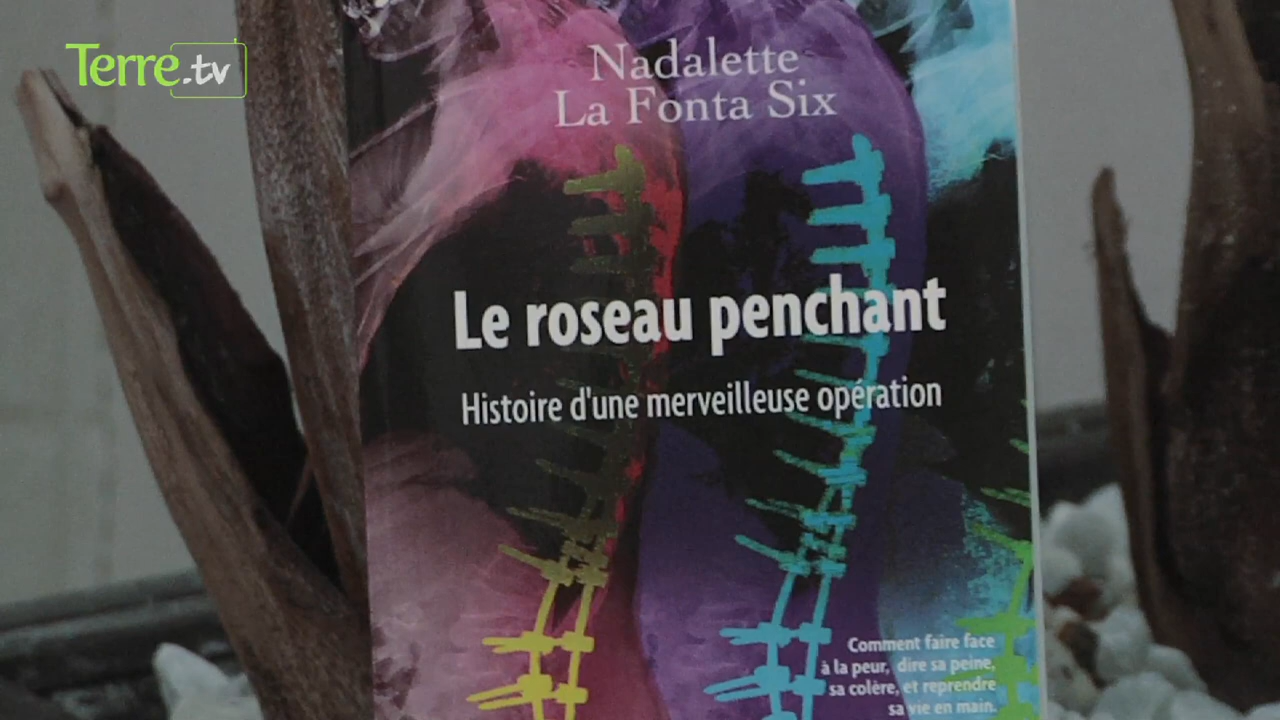 Terre.tv
Nadalette
La Fonta Six
Le roseau penchant
Histoire d'une merveilleuse opération
Comment faire face
à la peur, dire sa peine,
sa colère, et reprendre
sa vie en main.